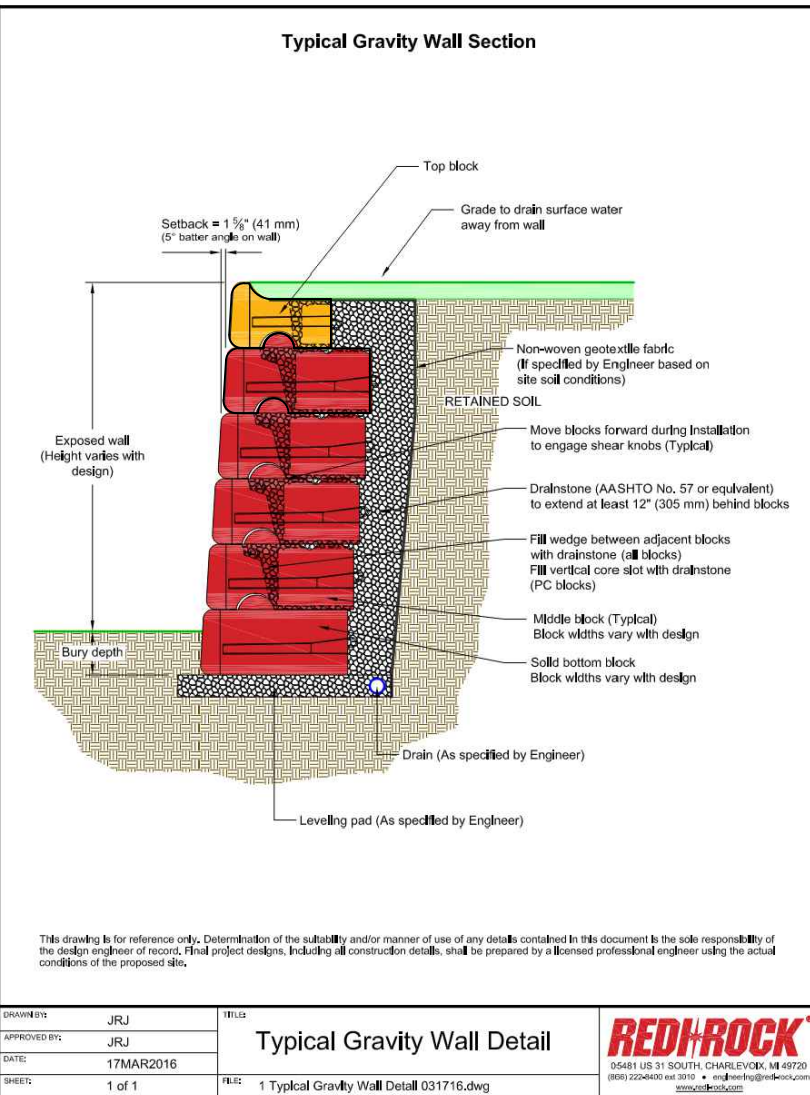 Typical Gravity Wall Section
Top block
Grade to drain surface water
away from wall
Setback = 1 5⁄8" (41 mm)
(5° batter angle on wall)
Non-woven geotextile fabric
(If specified by Engineer based on
site soil conditions)
RETAINED SOIL
Move blocks forward during installation
to engage shear knobs (Typical)
Exposed wall
(Height varies with
design)
Drainstone (AASHTO No. 57 or equivalent)
to extend at least 12" (305 mm) behind blocks
Fill wedge between adjacent blocks
with drainstone (all blocks)
Fill vertical core slot with drainstone
(PC blocks)
Middle block (Typical)
Block widths vary with design
Bury depth
Solid bottom block
Block widths vary with design
Drain (As specified by Engineer)
Leveling pad (As specified by Engineer)
This drawing is for reference only. Determination of the suitability and/or manner of use of any details contained in this document is the sole responsibility of
the design engineer of record. Final project designs, including all construction details, shall be prepared by a licensed professional engineer using the actual
conditions of the proposed site.
DRAWN BY: JRJ
APPROVED BY: JRJ
DATE: 17MAR2016
SHEET: 1 of 1
TITLE:
Typical Gravity Wall Detail
FILE: 1 Typical Gravity Wall Detail 031716.dwg
REDI-ROCK®
05481 US 31 SOUTH, CHARLEVOIX, MI 49720
(866) 222-8400 ext 3010 • engineering@redi-rock.com
www.redi-rock.com